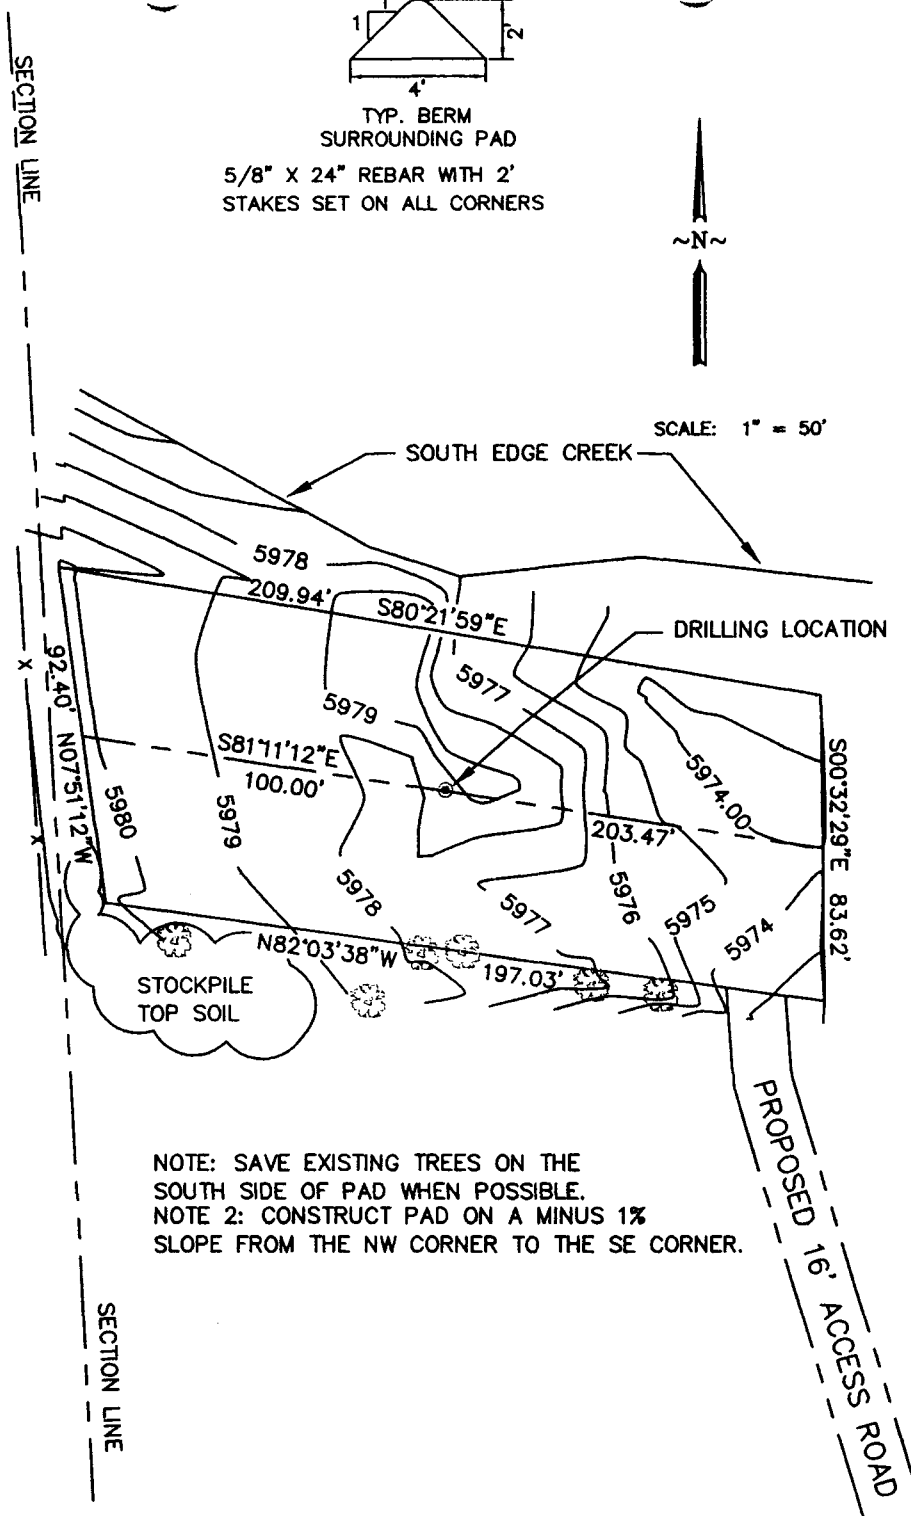 1
2'
4'
TYP. BERM
SURROUNDING PAD
5/8" X 24" REBAR WITH 2'
STAKES SET ON ALL CORNERS
SECTION LINE
~N~
SCALE: 1" = 50'
SOUTH EDGE CREEK
5978
209.94'
S80°21'59"E
DRILLING LOCATION
5977
5979
S81°11'12"E
100.00'
92.40' N07°51'12"W
X
X
5980
5979
5974.00
203.47'
S00°32'29"E 83.62'
5978
5977
5976
5975
5974
N82°03'38"W
197.03'
STOCKPILE
TOP SOIL
NOTE: SAVE EXISTING TREES ON THE
SOUTH SIDE OF PAD WHEN POSSIBLE.
NOTE 2: CONSTRUCT PAD ON A MINUS 1%
SLOPE FROM THE NW CORNER TO THE SE CORNER.
PROPOSED 16' ACCESS ROAD
SECTION LINE